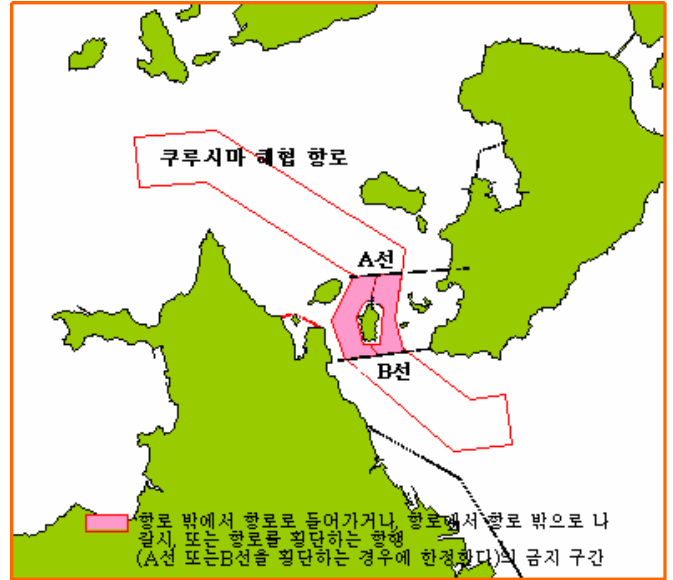 쿠루시마 해협 항로
A선
B선
항로 밖에서 항로로 들어가거나, 항로에서 항로 밖으로 나
갈시, 또는 항로를 횡단하는 항행
(A선 또는B선을 횡단하는 경우에 한정한다)의 금지 구간